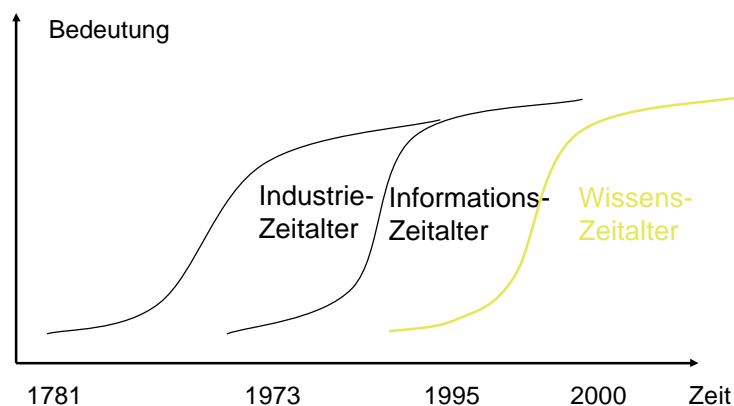 Bedeutung
Industrie-
Zeitalter
Informations-
Zeitalter
Wissens-
Zeitalter
1781 1973 1995 2000 Zeit